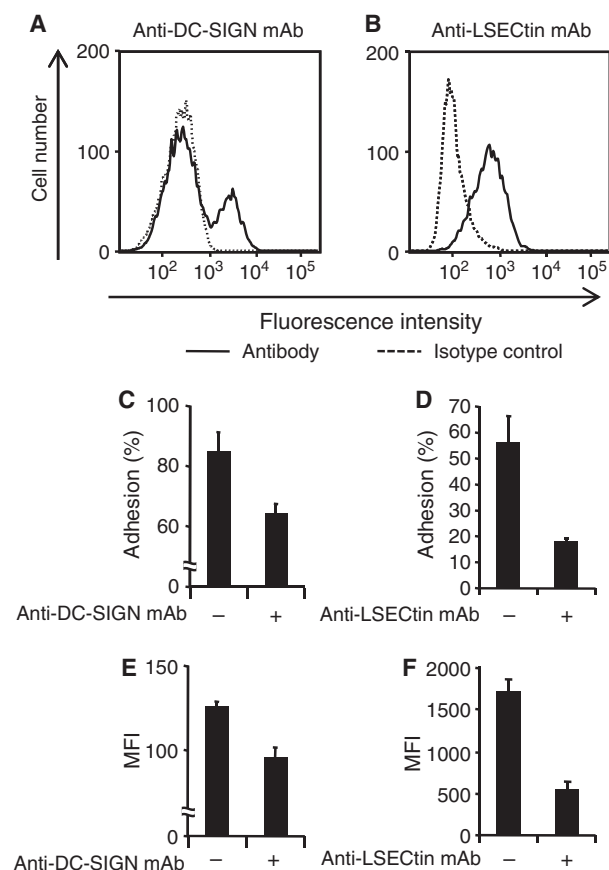 A Anti-DC-SIGN mAb
B Anti-LSECtin mAb
Cell number
200
100
0
10² 10³ 10⁴ 10⁵
200
100
0
10² 10³ 10⁴ 10⁵
Fluorescence intensity
Antibody Isotype control
C
Adhesion (%)
100
80
60
0
Anti-DC-SIGN mAb − +
D
Adhesion (%)
70
60
50
40
30
20
10
0
Anti-LSECtin mAb − +
E
MFI
150
100
0
Anti-DC-SIGN mAb − +
F
MFI
2000
1500
1000
500
0
Anti-LSECtin mAb − +